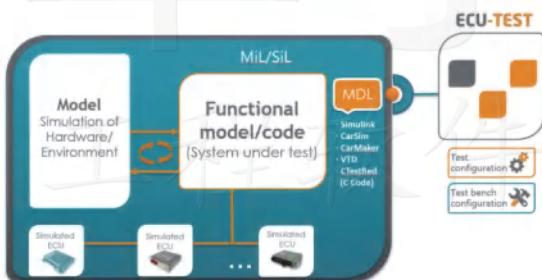 ECU-TEST
MiL/SiL
MDL
Model
Simulation of
Hardware/
Environment
Functional
model/code
(System under test)
· Simulink
· CarSim
· CarMaker
· VTD
· CTestBed
(C Code)
Test
configuration
Test bench
configuration
Simulated
ECU
Simulated
ECU
...
Simulated
ECU